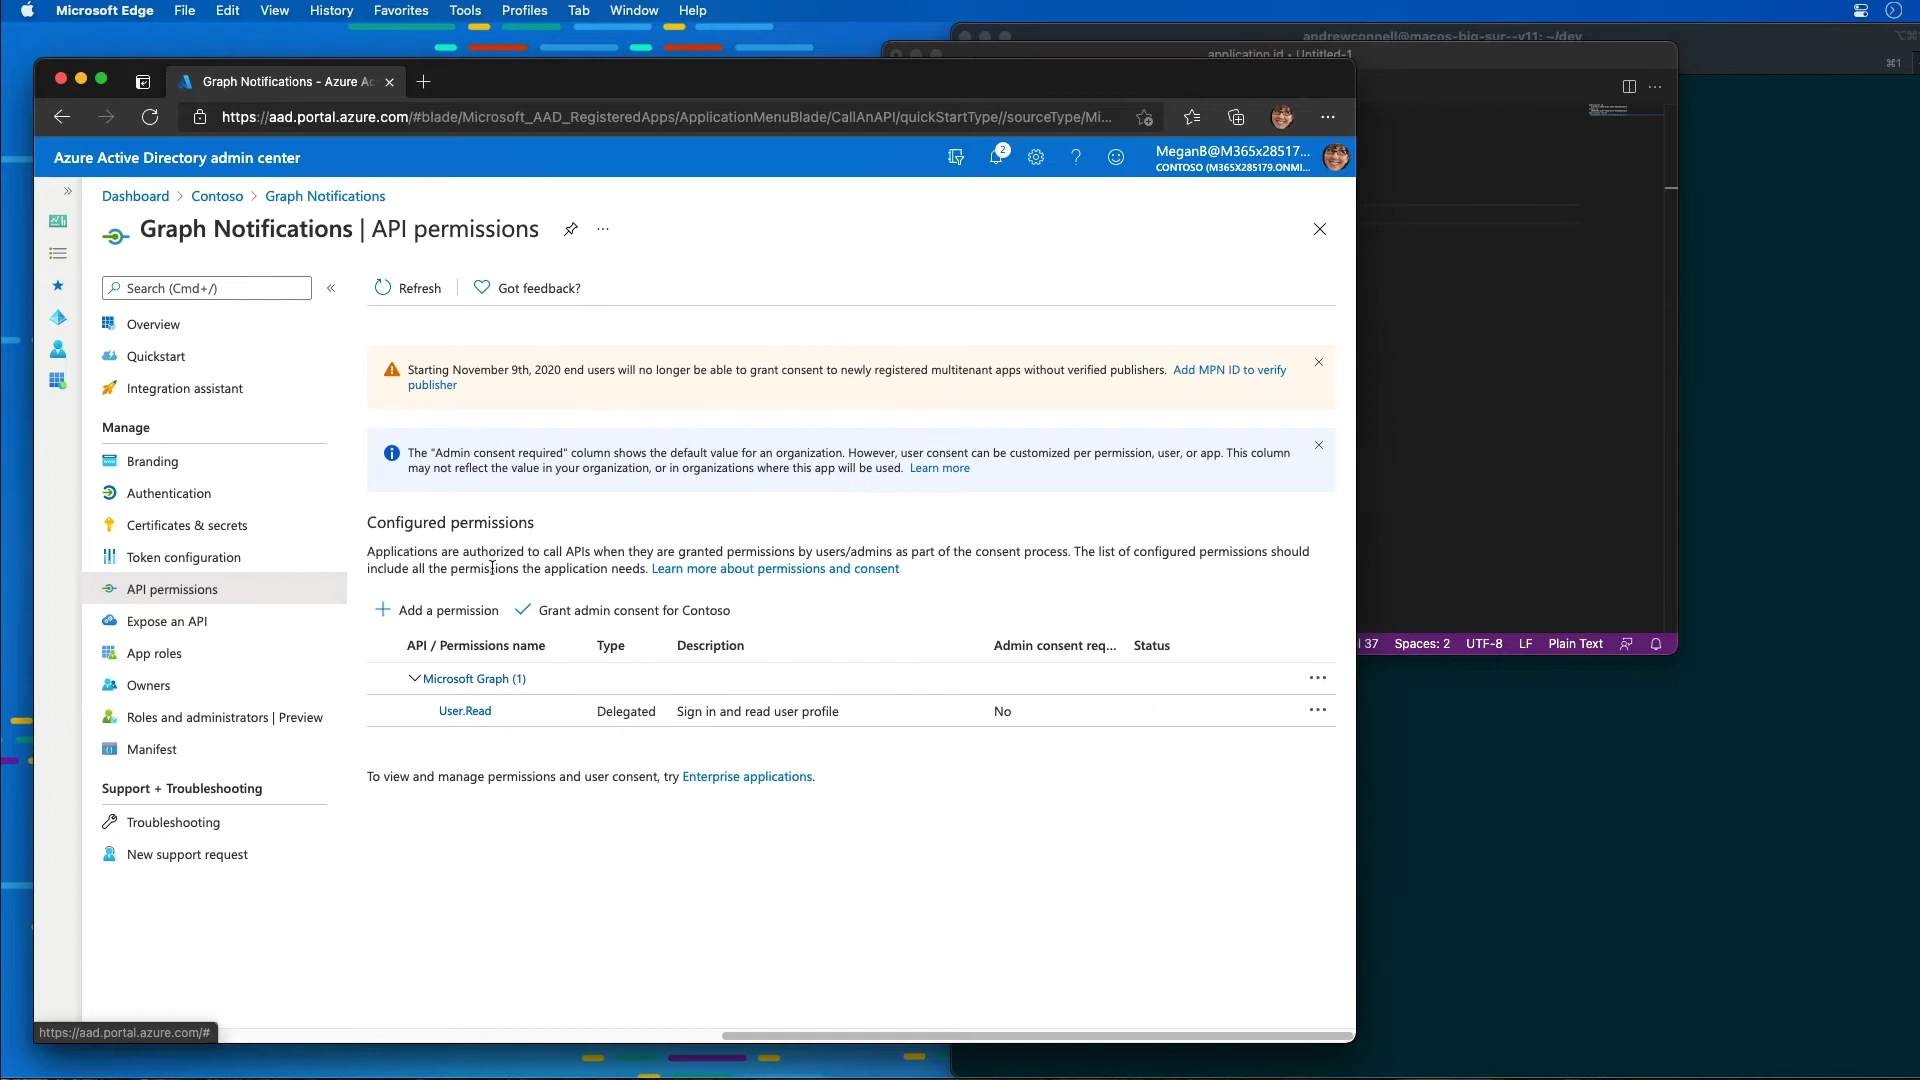 Microsoft Edge File Edit View History Favorites Tools Profiles Tab Window Help
andrewconnell@macos-big-sur--v11: ~/dev
application id • Untitled-1
⌘1
Graph Notifications - Azure Ac
https://aad.portal.azure.com/#blade/Microsoft_AAD_RegisteredApps/ApplicationMenuBlade/CallAnAPI/quickStartType//sourceType/Mi...
Azure Active Directory admin center
2
MeganB@M365x28517...
CONTOSO (M365X285179.ONMI...
Dashboard > Contoso > Graph Notifications
Graph Notifications | API permissions
Search (Cmd+/)
Refresh
Got feedback?
Overview
Quickstart
Integration assistant
Manage
Branding
Authentication
Certificates & secrets
Token configuration
API permissions
Expose an API
App roles
Owners
Roles and administrators | Preview
Manifest
Support + Troubleshooting
Troubleshooting
New support request
Starting November 9th, 2020 end users will no longer be able to grant consent to newly registered multitenant apps without verified publishers. Add MPN ID to verify
publisher
The "Admin consent required" column shows the default value for an organization. However, user consent can be customized per permission, user, or app. This column
may not reflect the value in your organization, or in organizations where this app will be used. Learn more
Configured permissions
Applications are authorized to call APIs when they are granted permissions by users/admins as part of the consent process. The list of configured permissions should
include all the permissions the application needs. Learn more about permissions and consent
Add a permission
Grant admin consent for Contoso
API / Permissions name Type Description Admin consent req... Status
Microsoft Graph (1)
User.Read Delegated Sign in and read user profile No
To view and manage permissions and user consent, try Enterprise applications.
37 Spaces: 2 UTF-8 LF Plain Text
https://aad.portal.azure.com/#